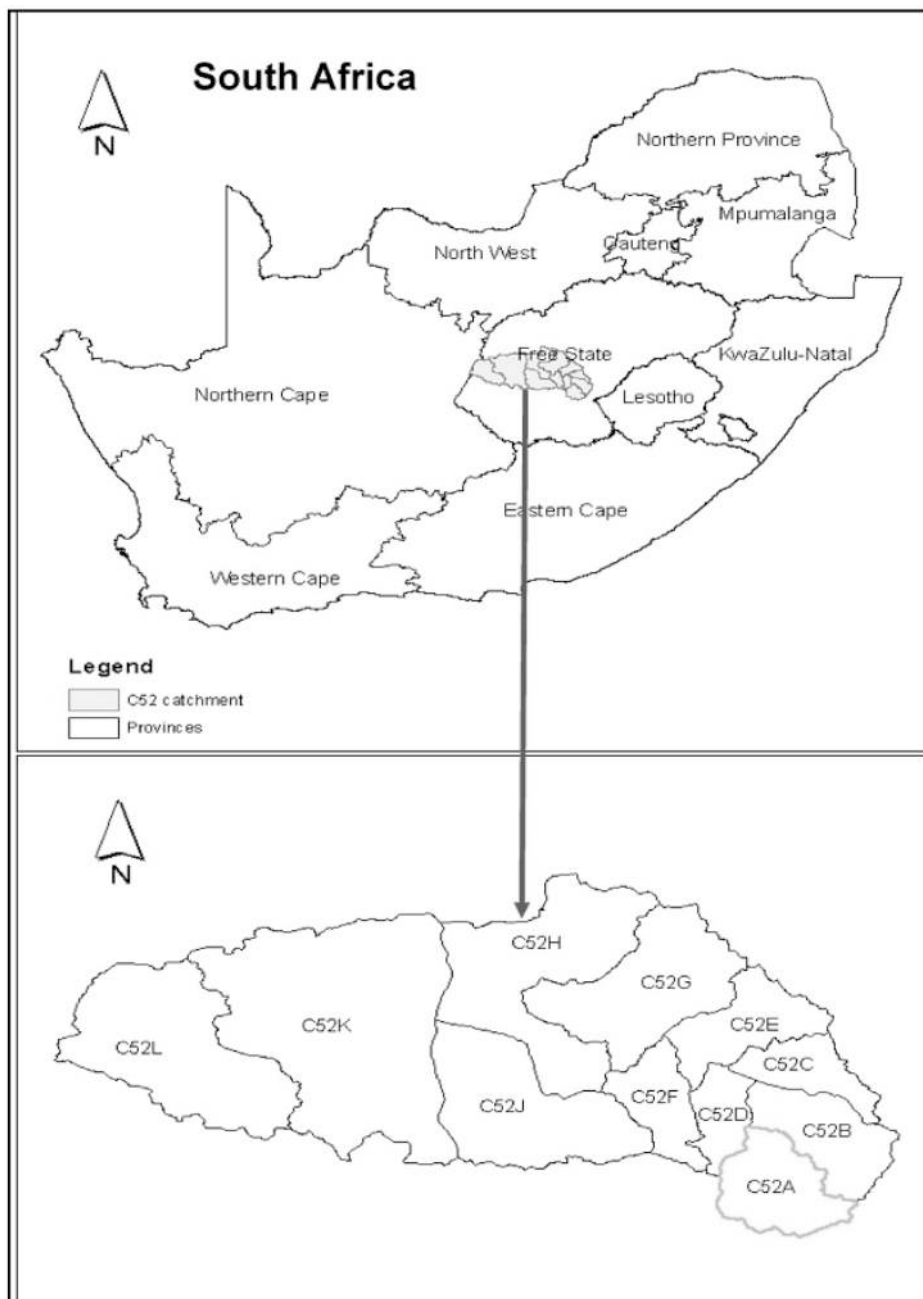 South Africa
N
Northern Province
Mpumalanga
Gauteng
North West
Free State
KwaZulu-Natal
Northern Cape
Lesotho
Eastern Cape
Western Cape
Legend
C52 catchment
Provinces
N
C52H
C52G
C52K
C52E
C52L
C52C
C52F
C52J
C52D
C52B
C52A